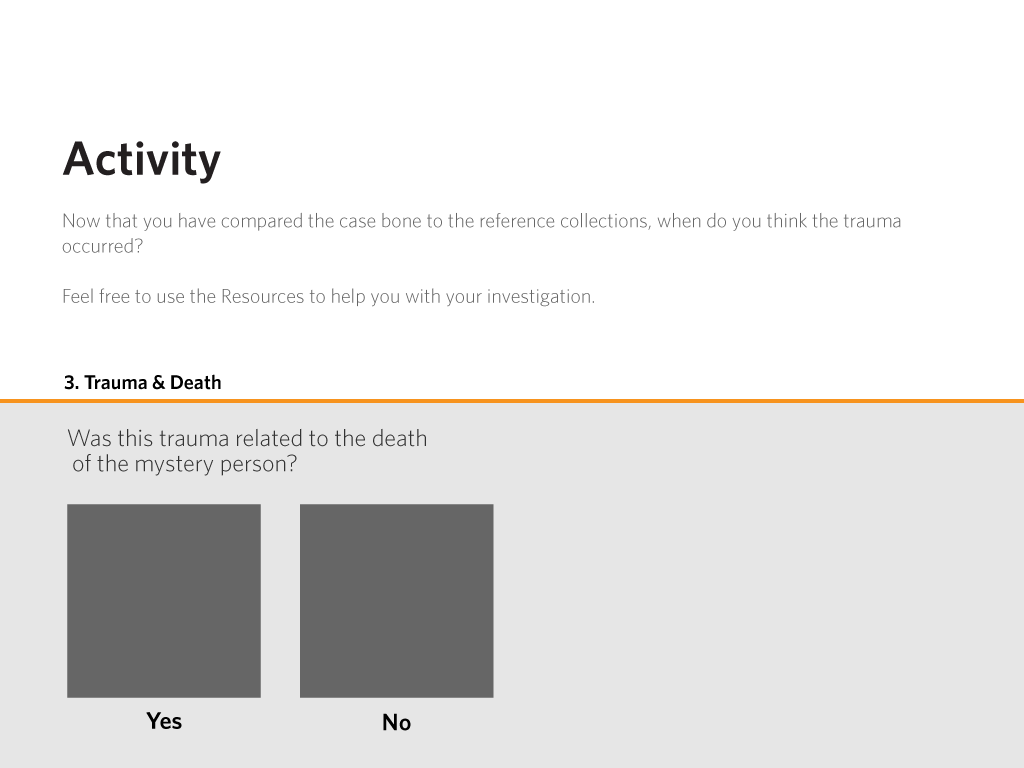 Activity
Now that you have compared the case bone to the reference collections, when do you think the trauma
occurred?
Feel free to use the Resources to help you with your investigation.
3. Trauma & Death
Was this trauma related to the death
of the mystery person?
Yes
No